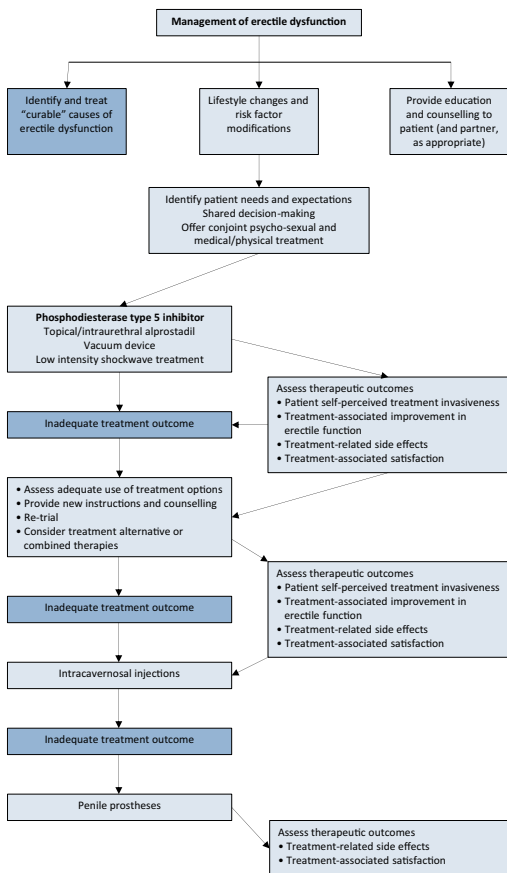 Management of erectile dysfunction
Identify and treat
“curable” causes of
erectile dysfunction
Lifestyle changes and
risk factor
modifications
Provide education
and counselling to
patient (and partner,
as appropriate)
Identify patient needs and expectations
Shared decision-making
Offer conjoint psycho-sexual and
medical/physical treatment
Phosphodiesterase type 5 inhibitor
Topical/intraurethral alprostadil
Vacuum device
Low intensity shockwave treatment
Assess therapeutic outcomes
• Patient self-perceived treatment invasiveness
• Treatment-associated improvement in
erectile function
• Treatment-related side effects
• Treatment-associated satisfaction
Inadequate treatment outcome
• Assess adequate use of treatment options
• Provide new instructions and counselling
• Re-trial
• Consider treatment alternative or
combined therapies
Assess therapeutic outcomes
• Patient self-perceived treatment invasiveness
• Treatment-associated improvement in
erectile function
• Treatment-related side effects
• Treatment-associated satisfaction
Inadequate treatment outcome
Intracavernosal injections
Inadequate treatment outcome
Penile prostheses
Assess therapeutic outcomes
• Treatment-related side effects
• Treatment-associated satisfaction